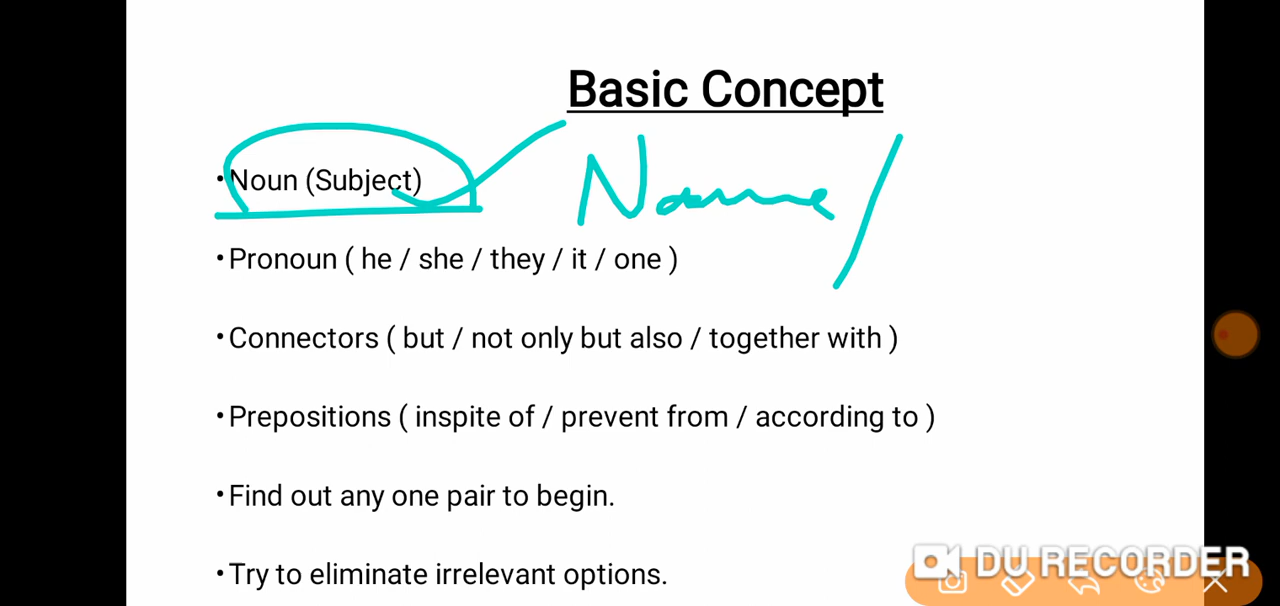 Basic Concept
•Noun (Subject)
Name/
•Pronoun ( he / she / they / it / one )
•Connectors ( but / not only but also / together with )
•Prepositions ( inspite of / prevent from / according to )
•Find out any one pair to begin.
•Try to eliminate irrelevant options.
DU RECORDER